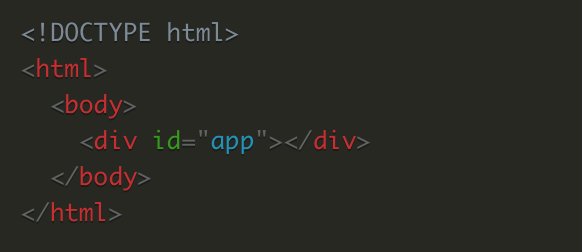 <!DOCTYPE html>
<html>
  <body>
    <div id="app"></div>
  </body>
</html>